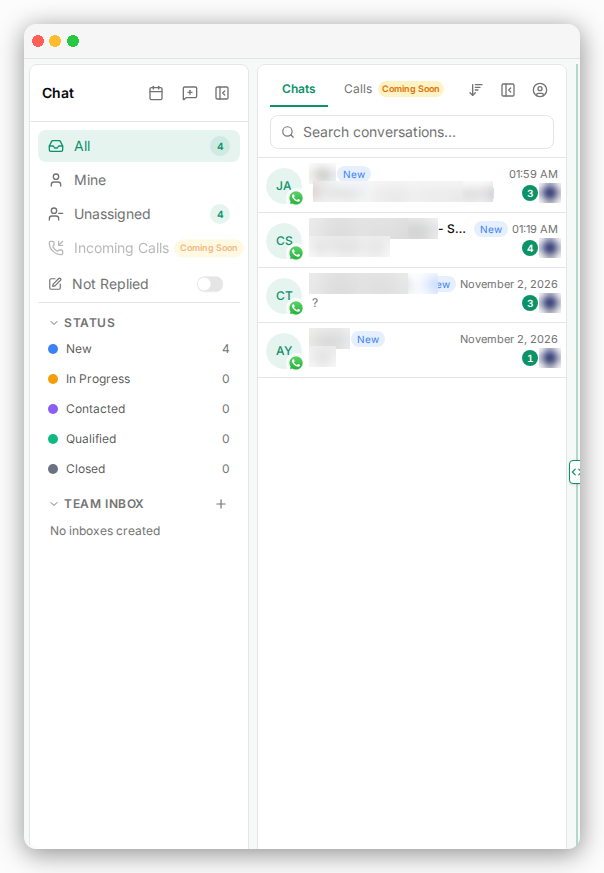 Chat
All 4
Mine
Unassigned 4
Incoming Calls Coming Soon
Not Replied
STATUS
New 4
In Progress 0
Contacted 0
Qualified 0
Closed 0
TEAM INBOX
No inboxes created
Chats Calls Coming Soon
Search conversations...
JA New 01:59 AM
3
CS - S... New 01:19 AM
4
CT November 2, 2026
? 3
AY New November 2, 2026
1